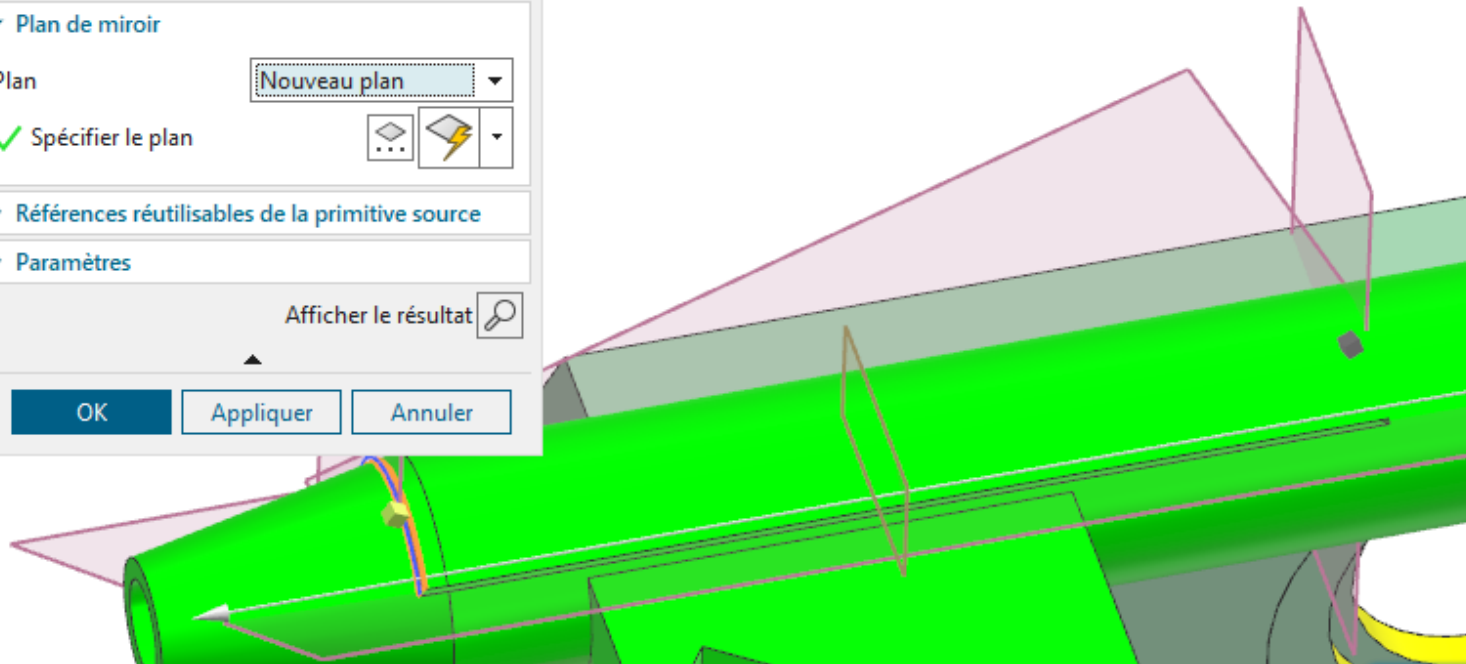 Plan de miroir
Plan
Nouveau plan
Spécifier le plan
Références réutilisables de la primitive source
Paramètres
Afficher le résultat
OK
Appliquer
Annuler